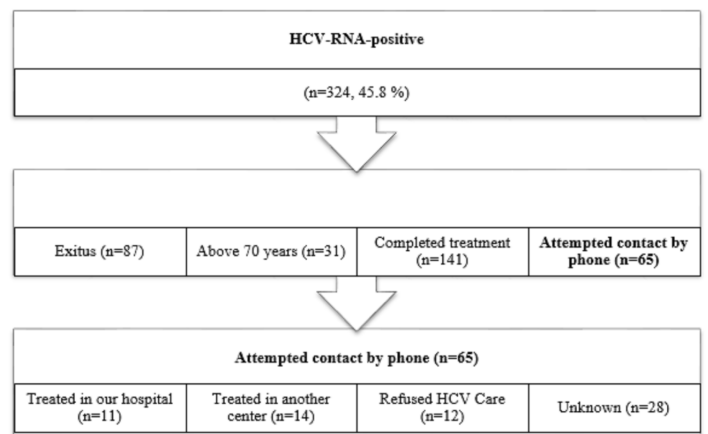 HCV-RNA-positive
(n=324, 45.8 %)
Exitus (n=87)
Above 70 years (n=31)
Completed treatment
(n=141)
Attempted contact by
phone (n=65)
Attempted contact by phone (n=65)
Treated in our hospital
(n=11)
Treated in another
center (n=14)
Refused HCV Care
(n=12)
Unknown (n=28)